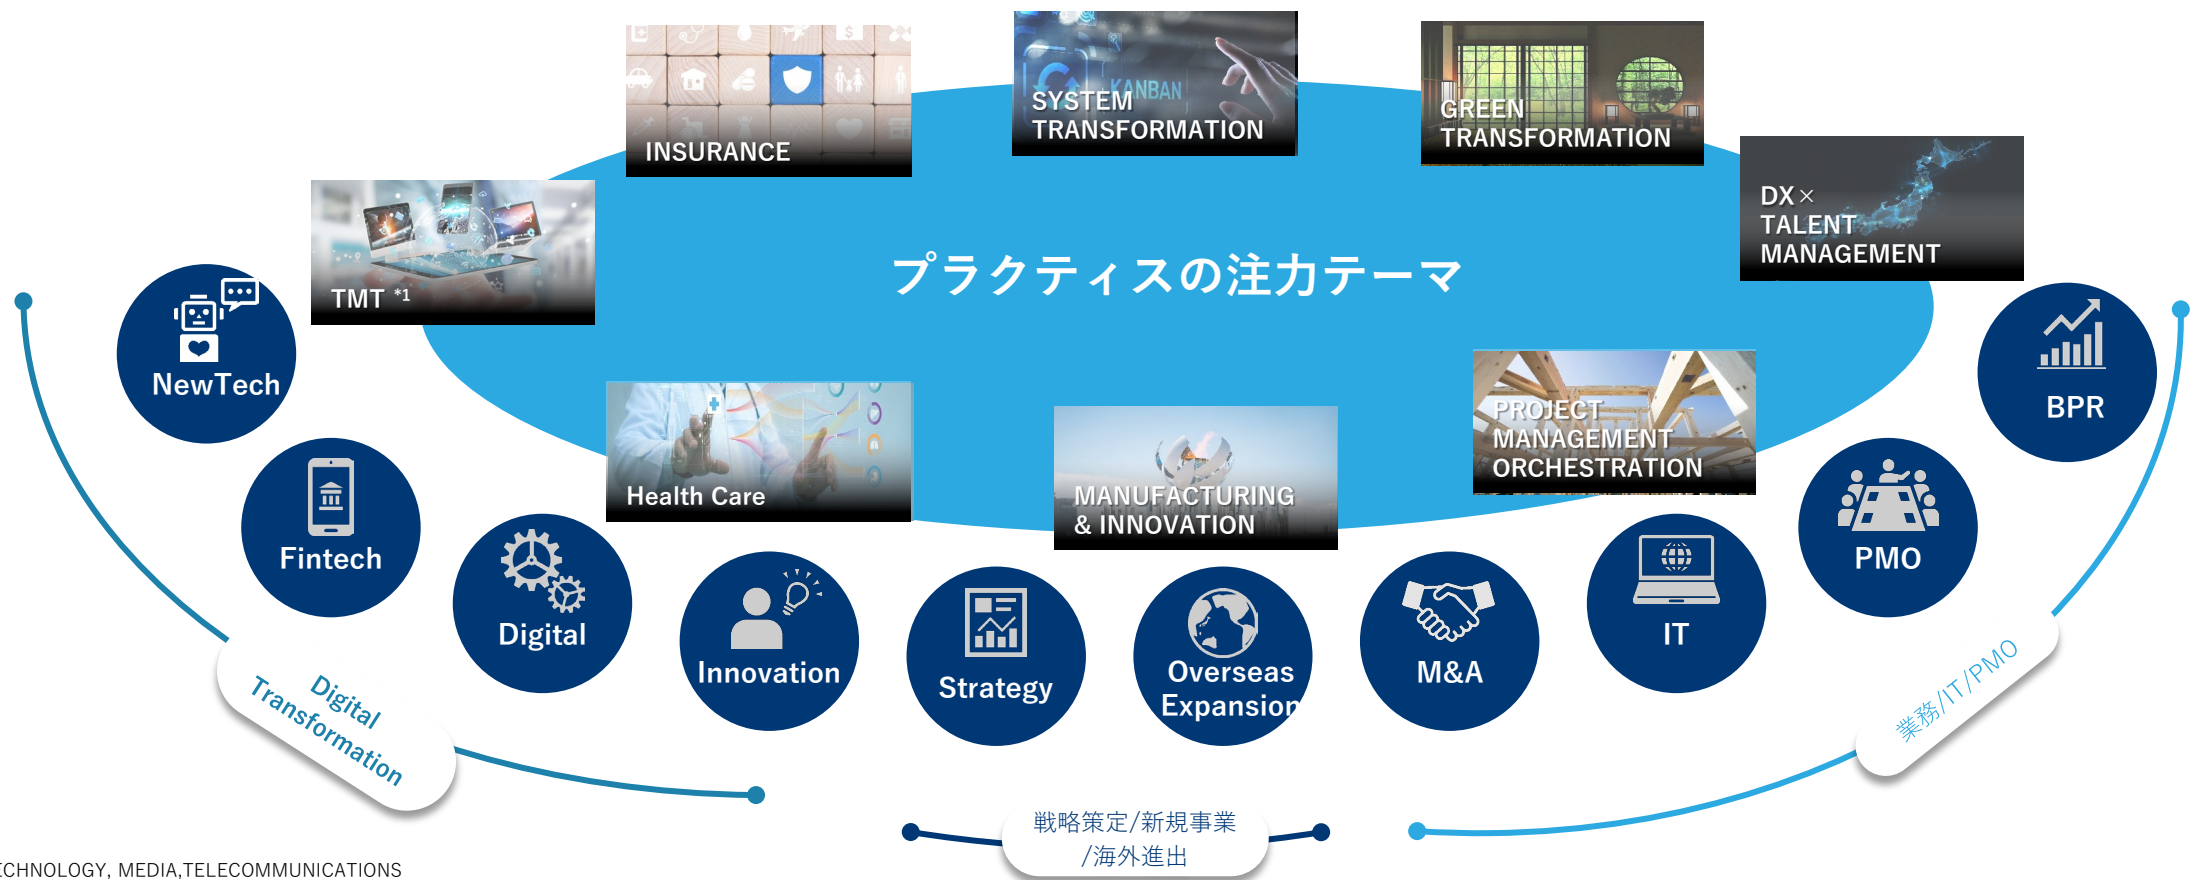 INSURANCE
SYSTEM
TRANSFORMATION
KANBAN
GREEN
TRANSFORMATION
DX×
TALENT
MANAGEMENT
TMT *1
プラクティスの注力テーマ
NewTech
BPR
Health Care
MANUFACTURING
& INNOVATION
PROJECT
MANAGEMENT
ORCHESTRATION
Fintech
PMO
Digital
IT
Innovation
M&A
Strategy
Overseas
Expansion
Digital
Transformation
業務/IT/PMO
戦略策定/新規事業
/海外進出
ECHNOLOGY, MEDIA,TELECOMMUNICATIONS